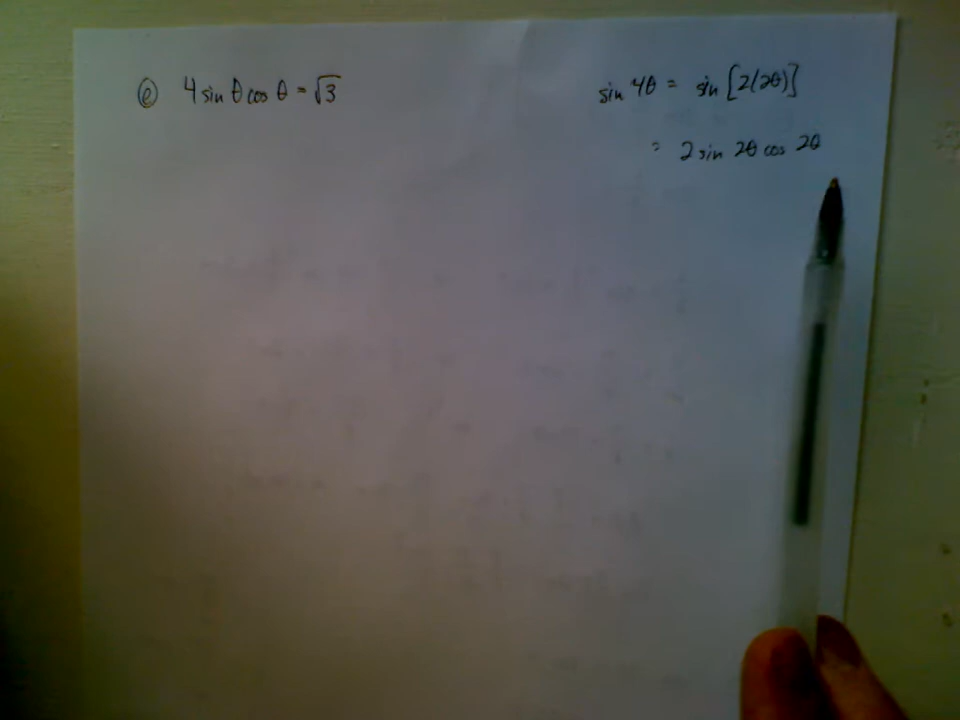 ⓔ 4 sin θ cos θ = √3
sin 4θ = sin [2(2θ)]
= 2 sin 2θ cos 2θ